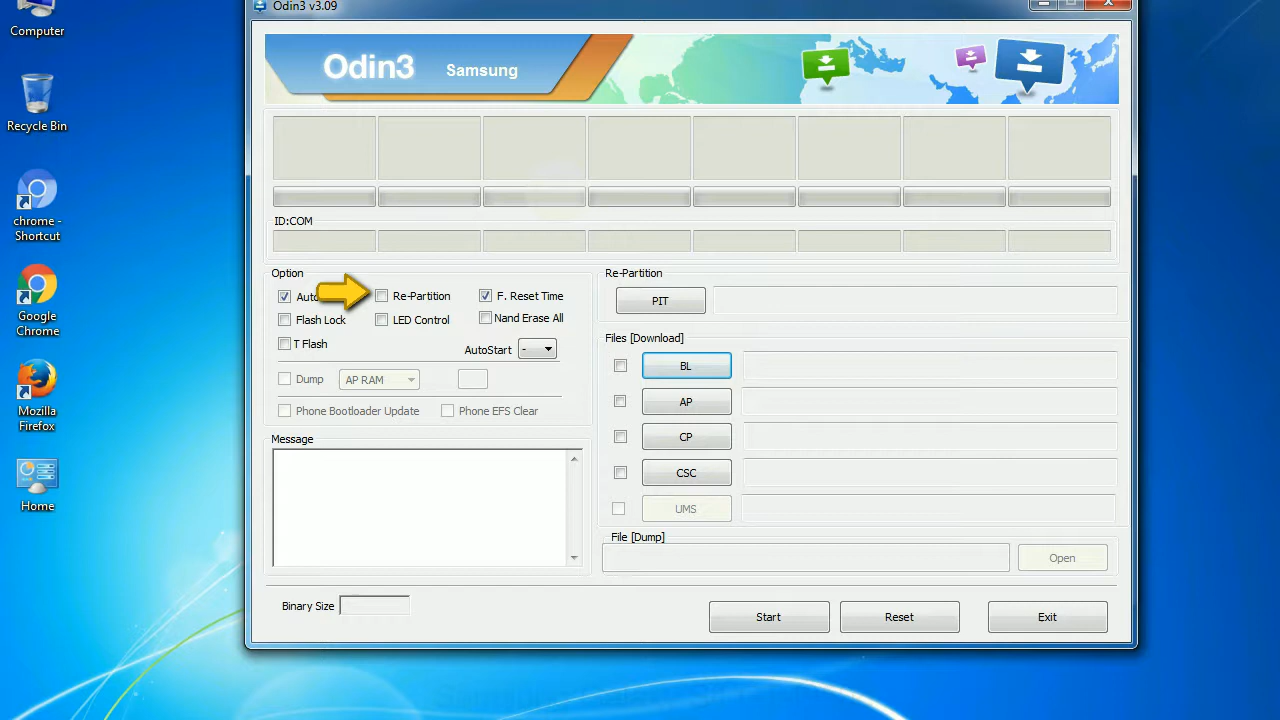 Odin3 v3.09
Computer
Odin3 Samsung
Recycle Bin
chrome -
Shortcut
ID:COM
Option
Auto
Re-Partition
F. Reset Time
Flash Lock
LED Control
Nand Erase All
T Flash
AutoStart -
Dump AP RAM
Phone Bootloader Update
Phone EFS Clear
Re-Partition
PIT
Files [Download]
BL
AP
CP
CSC
UMS
Google
Chrome
Mozilla
Firefox
Home
Message
File [Dump]
Open
Binary Size
Start
Reset
Exit